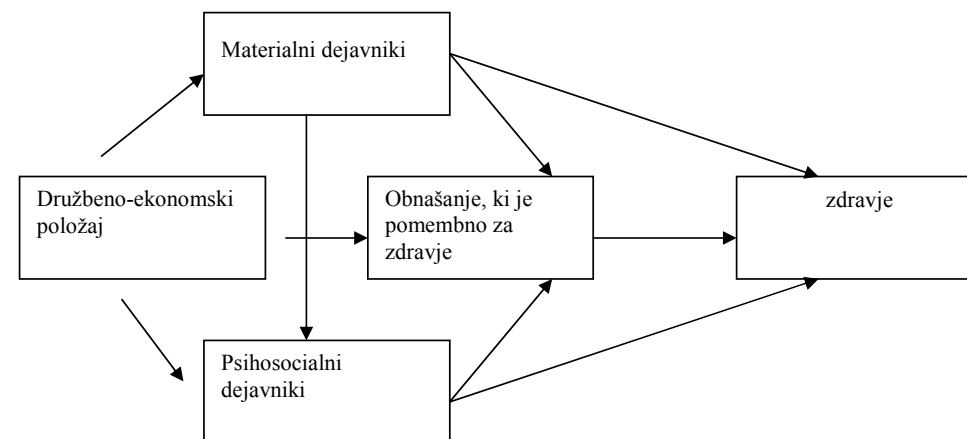 Materialni dejavniki
Družbeno-ekonomski
položaj
Obnašanje, ki je
pomembno za
zdravje
zdravje
Psihosocialni
dejavniki